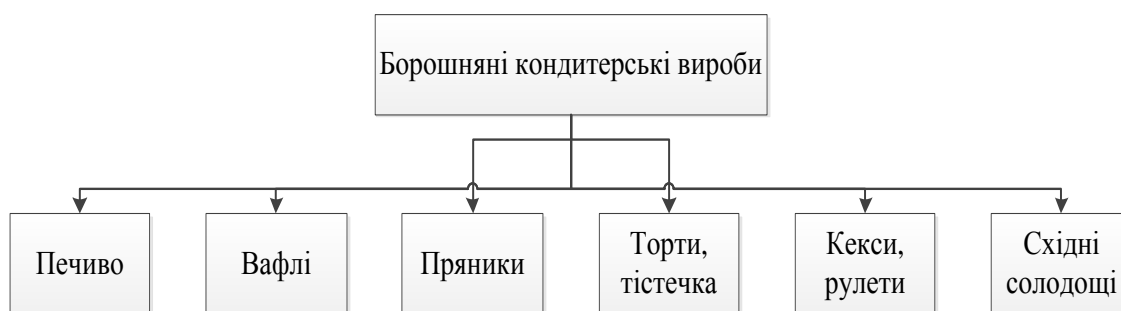 Борошняні кондитерські вироби
Печиво
Вафлі
Пряники
Торти,
тістечка
Кекси,
рулети
Східні
солодощі